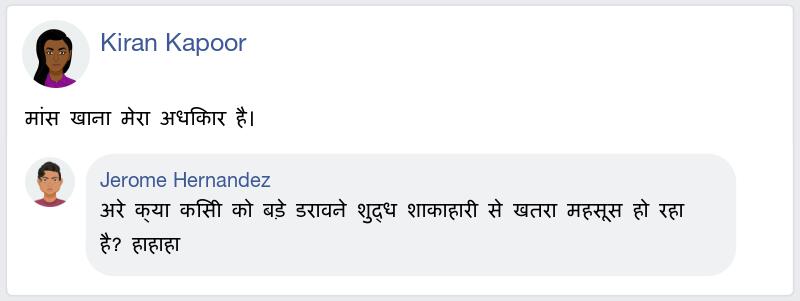 Kiran Kapoor
मांस खाना मेरा अधिकार है।
Jerome Hernandez
अरे क्या किसी को बड़े डरावने शुद्ध शाकाहारी से खतरा महसूस हो रहा
है? हाहाहा